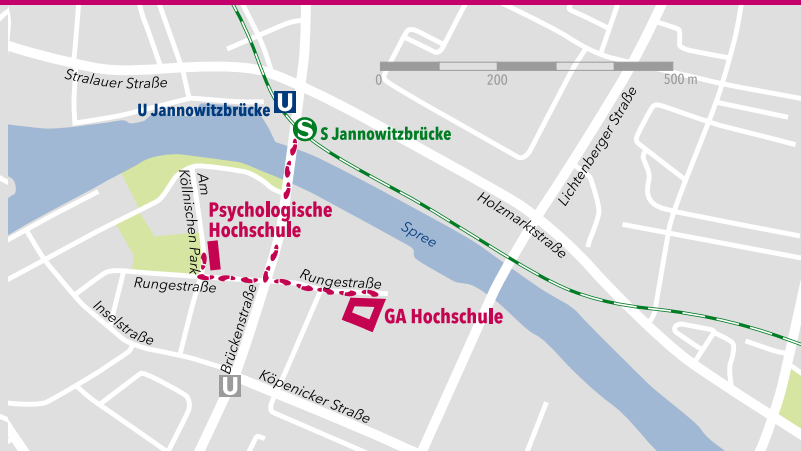 Stralauer Straße
0
200
500 m
U Jannowitzbrücke
U
S
S Jannowitzbrücke
Lichtenberger Straße
Am
Köllnischen Park
Psychologische
Hochschule
Holzmarktstraße
Spree
Rungestraße
Rungestraße
GA Hochschule
Inselstraße
Brückenstraße
U
Köpenicker Straße